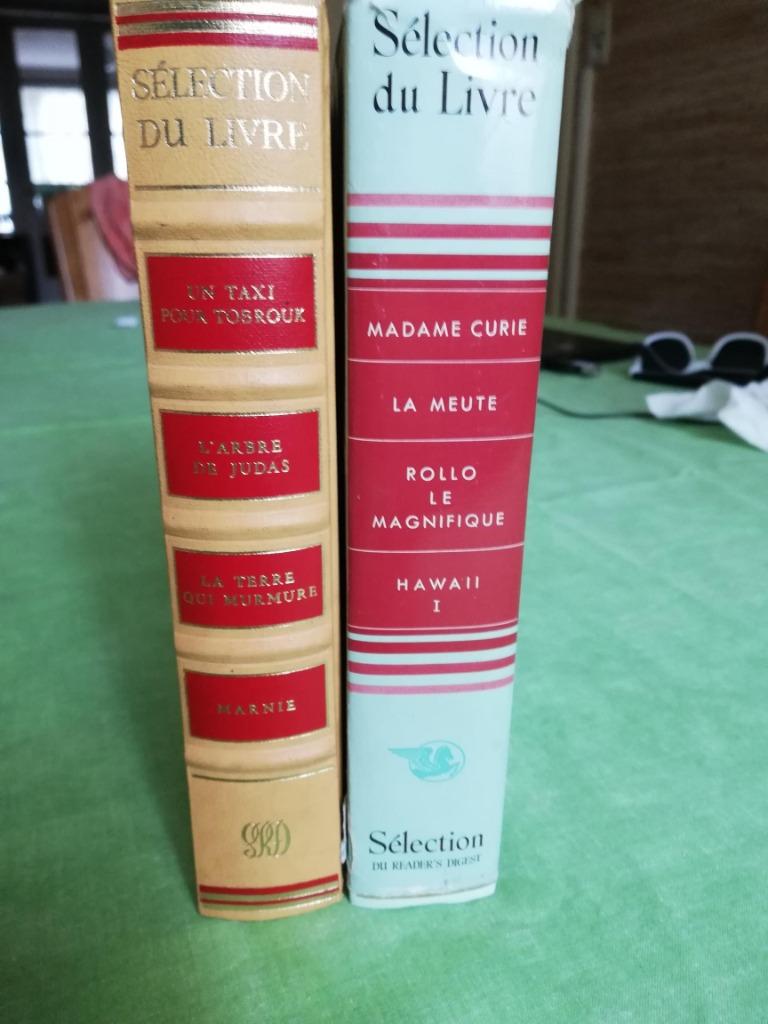 SÉLECTION
DU LIVRE
UN TAXI
POUR TOBROUK
L'ARBRE
DE JUDAS
LA TERRE
QUI MURMURE
MARNIE
SRD
Sélection
du Livre
MADAME CURIE
LA MEUTE
ROLLO
LE
MAGNIFIQUE
HAWAII
I
Sélection
DU READER'S DIGEST